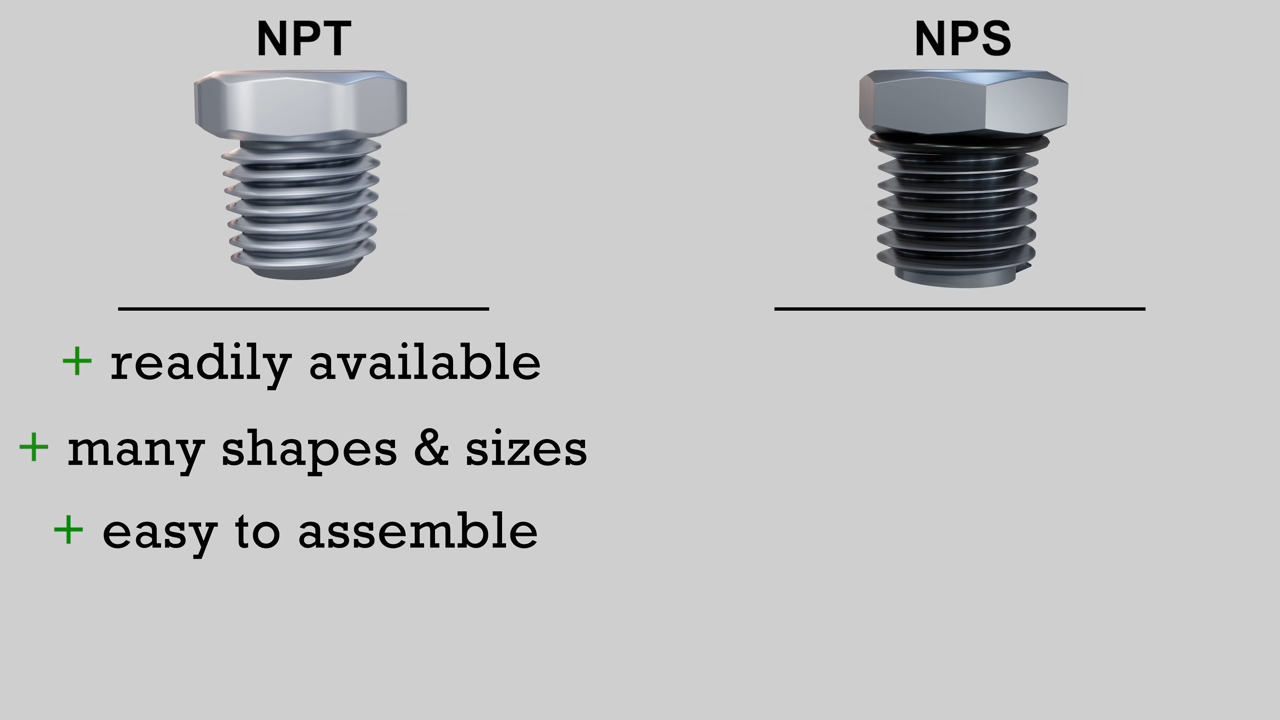 NPT
NPS
+ readily available
+ many shapes & sizes
+ easy to assemble